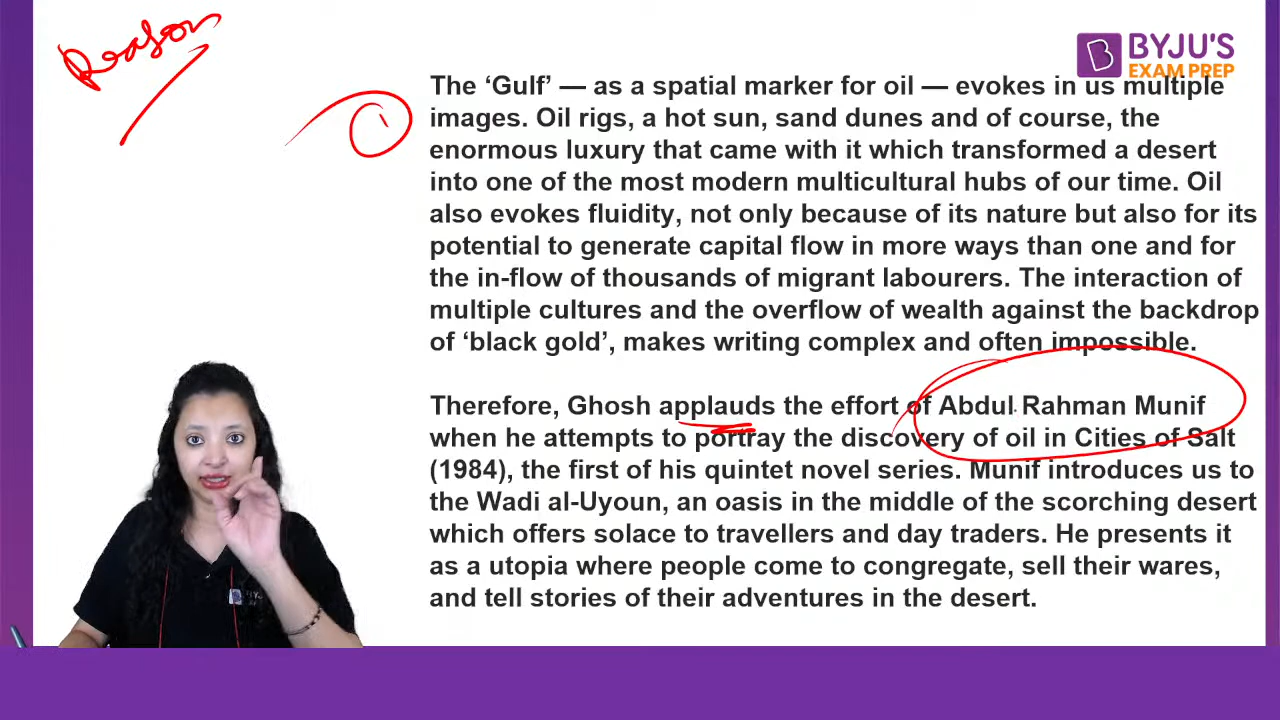 Reason
BYJU'S
EXAM PREP
The ‘Gulf’ — as a spatial marker for oil — evokes in us multiple
images. Oil rigs, a hot sun, sand dunes and of course, the
enormous luxury that came with it which transformed a desert
into one of the most modern multicultural hubs of our time. Oil
also evokes fluidity, not only because of its nature but also for its
potential to generate capital flow in more ways than one and for
the in-flow of thousands of migrant labourers. The interaction of
multiple cultures and the overflow of wealth against the backdrop
of ‘black gold’, makes writing complex and often impossible.
Therefore, Ghosh applauds the effort of Abdul Rahman Munif
when he attempts to portray the discovery of oil in Cities of Salt
(1984), the first of his quintet novel series. Munif introduces us to
the Wadi al-Uyoun, an oasis in the middle of the scorching desert
which offers solace to travellers and day traders. He presents it
as a utopia where people come to congregate, sell their wares,
and tell stories of their adventures in the desert.